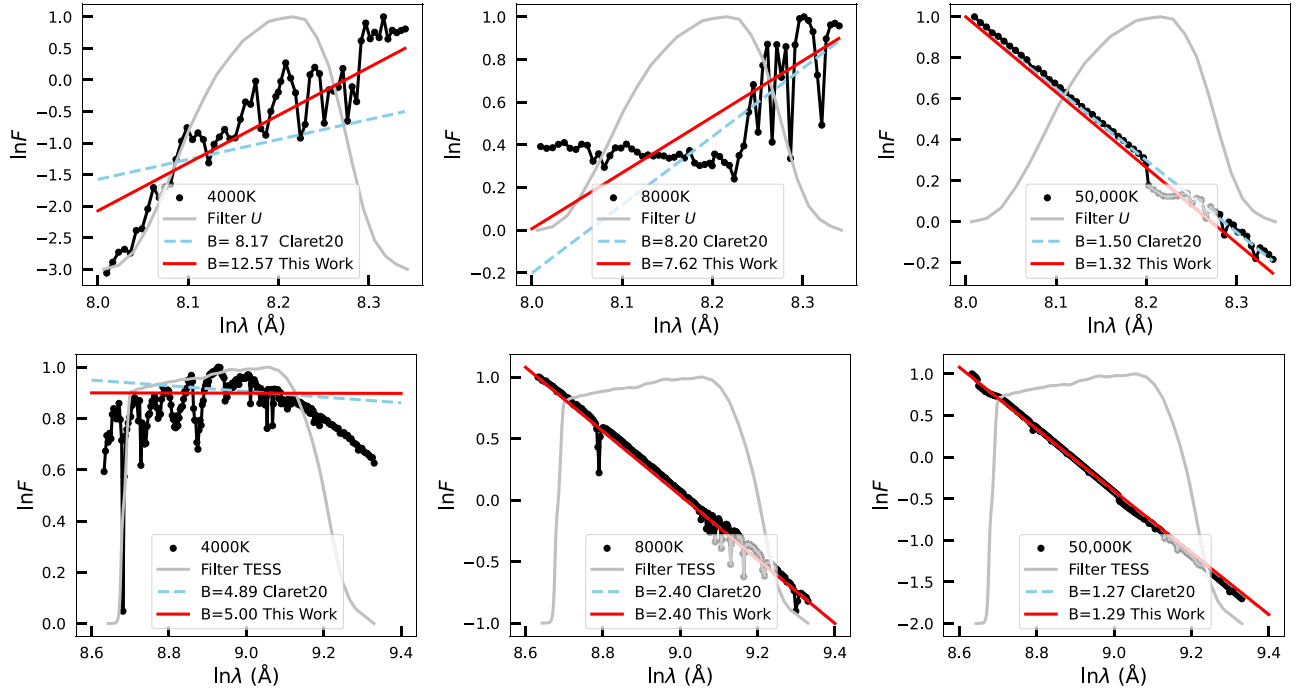 1.0
0.5
0.0
−0.5
−1.0
−1.5
−2.0
−2.5
−3.0
lnF
4000K
Filter U
B= 8.17 Claret20
B=12.57 This Work
8.0 8.1 8.2 8.3
lnλ (Å)
1.0
0.8
0.6
0.4
0.2
0.0
−0.2
lnF
8000K
Filter U
B=8.20 Claret20
B=7.62 This Work
8.0 8.1 8.2 8.3
lnλ (Å)
1.0
0.8
0.6
0.4
0.2
0.0
−0.2
lnF
50,000K
Filter U
B=1.50 Claret20
B=1.32 This Work
8.0 8.1 8.2 8.3
lnλ (Å)
1.0
0.8
0.6
0.4
0.2
0.0
lnF
4000K
Filter TESS
B=4.89 Claret20
B=5.00 This Work
8.6 8.8 9.0 9.2 9.4
lnλ (Å)
1.0
0.5
0.0
−0.5
−1.0
lnF
8000K
Filter TESS
B=2.40 Claret20
B=2.40 This Work
8.6 8.8 9.0 9.2 9.4
lnλ (Å)
1.0
0.5
0.0
−0.5
−1.0
−1.5
−2.0
lnF
50,000K
Filter TESS
B=1.27 Claret20
B=1.29 This Work
8.6 8.8 9.0 9.2 9.4
lnλ (Å)